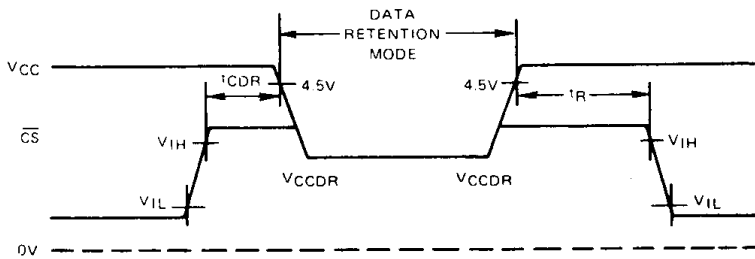 DATA
RETENTION
MODE
VCC
tCDR
4.5V
4.5V
tR
CS
VIH
VIH
VCCDR
VCCDR
VIL
VIL
0V